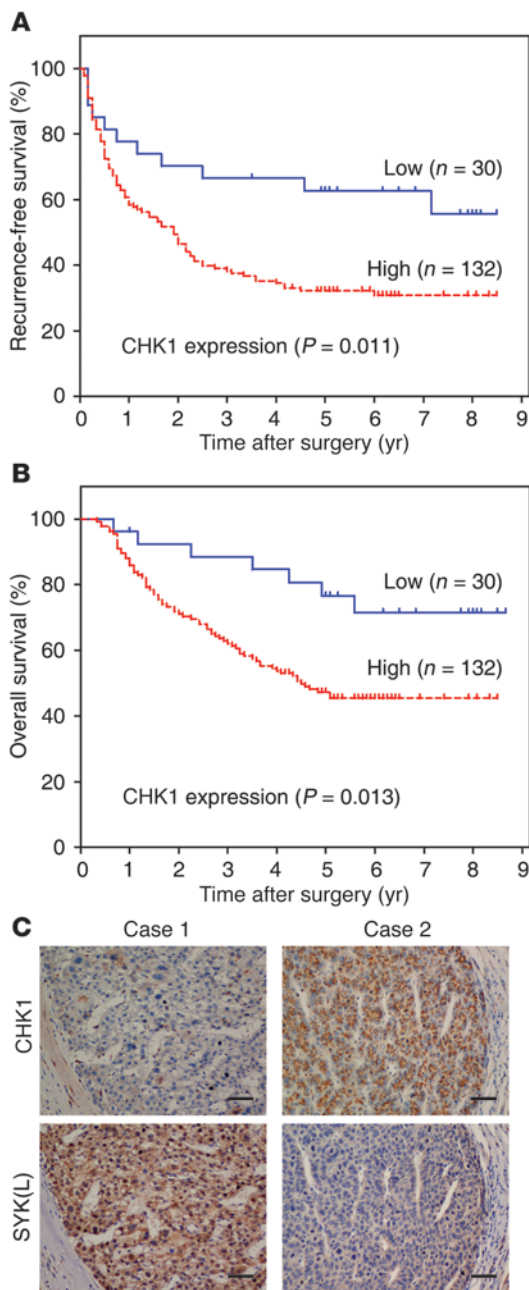 A
Recurrence-free survival (%)
100
80
60
40
20
0
Low (n = 30)
High (n = 132)
CHK1 expression (P = 0.011)
0 1 2 3 4 5 6 7 8 9
Time after surgery (yr)
B
Overall survival (%)
100
80
60
40
20
0
Low (n = 30)
High (n = 132)
CHK1 expression (P = 0.013)
0 1 2 3 4 5 6 7 8 9
Time after surgery (yr)
C
Case 1 Case 2
CHK1
SYK(L)